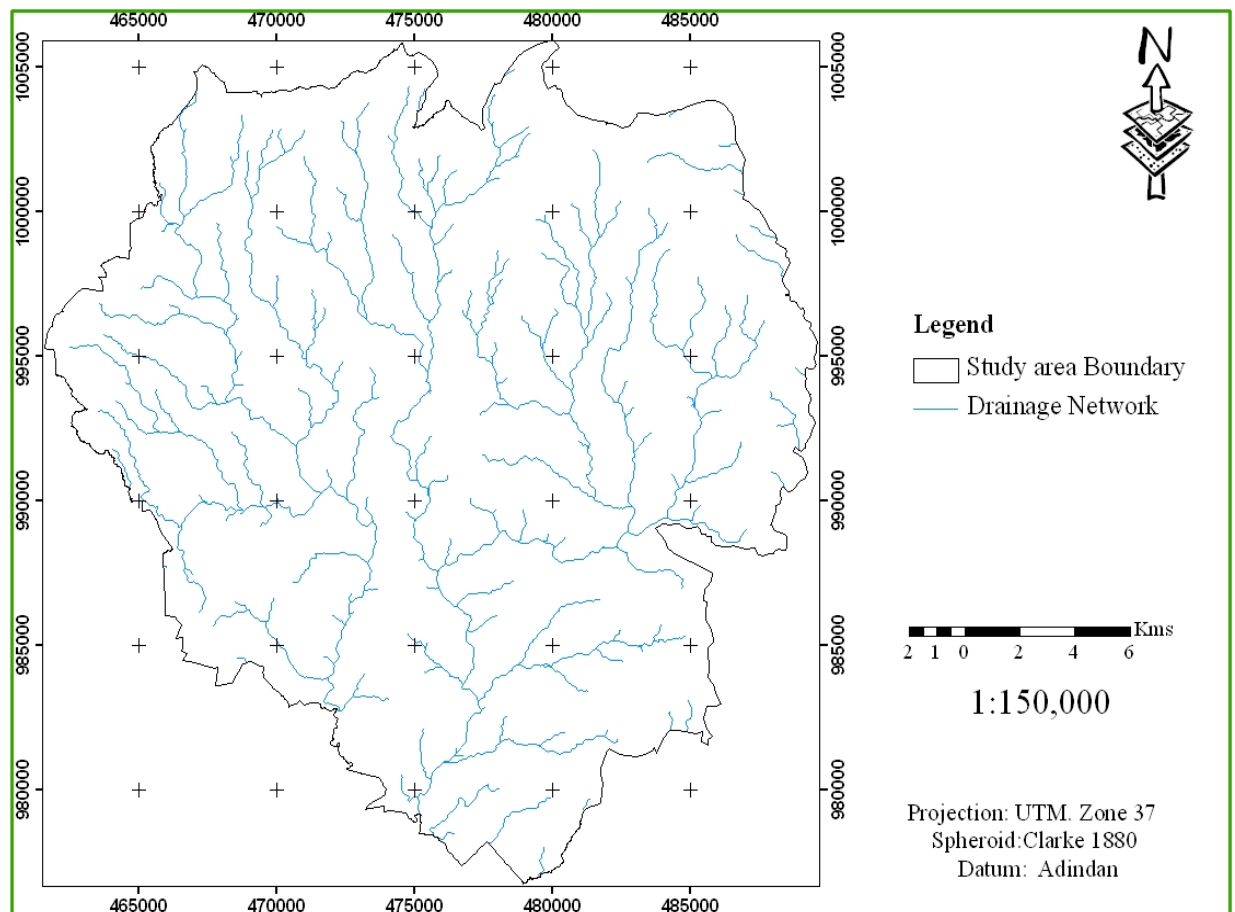 465000 470000 475000 480000 485000
1005000 1005000
1000000 1000000
995000 995000
990000 990000
985000 985000
980000 980000
465000 470000 475000 480000 485000
N
Legend
Study area Boundary
Drainage Network
Kms
2 1 0 2 4 6
1:150,000
Projection: UTM. Zone 37
Spheroid:Clarke 1880
Datum: Adindan